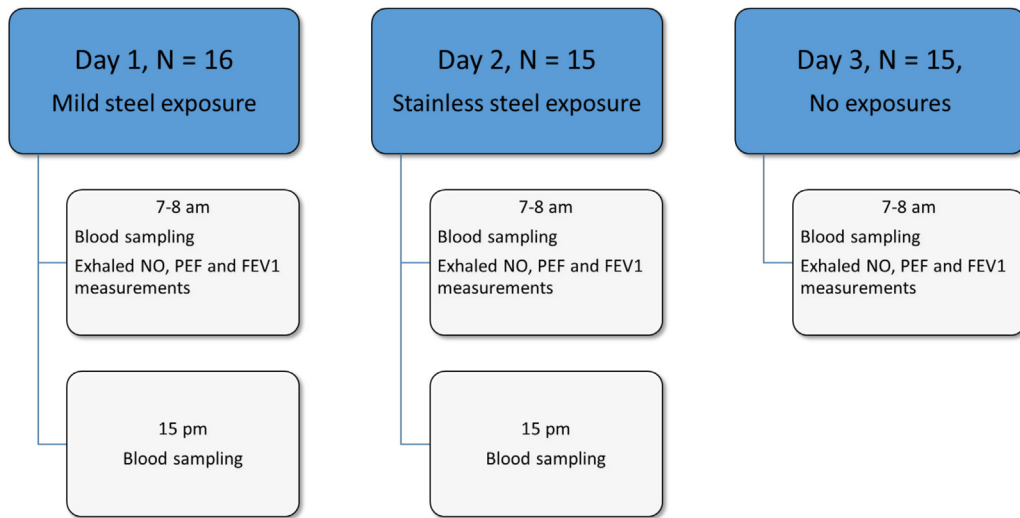 Day 1, N = 16
Mild steel exposure
7-8 am
Blood sampling
Exhaled NO, PEF and FEV1
measurements
15 pm
Blood sampling
Day 2, N = 15
Stainless steel exposure
7-8 am
Blood sampling
Exhaled NO, PEF and FEV1
measurements
15 pm
Blood sampling
Day 3, N = 15,
No exposures
7-8 am
Blood sampling
Exhaled NO, PEF and FEV1
measurements